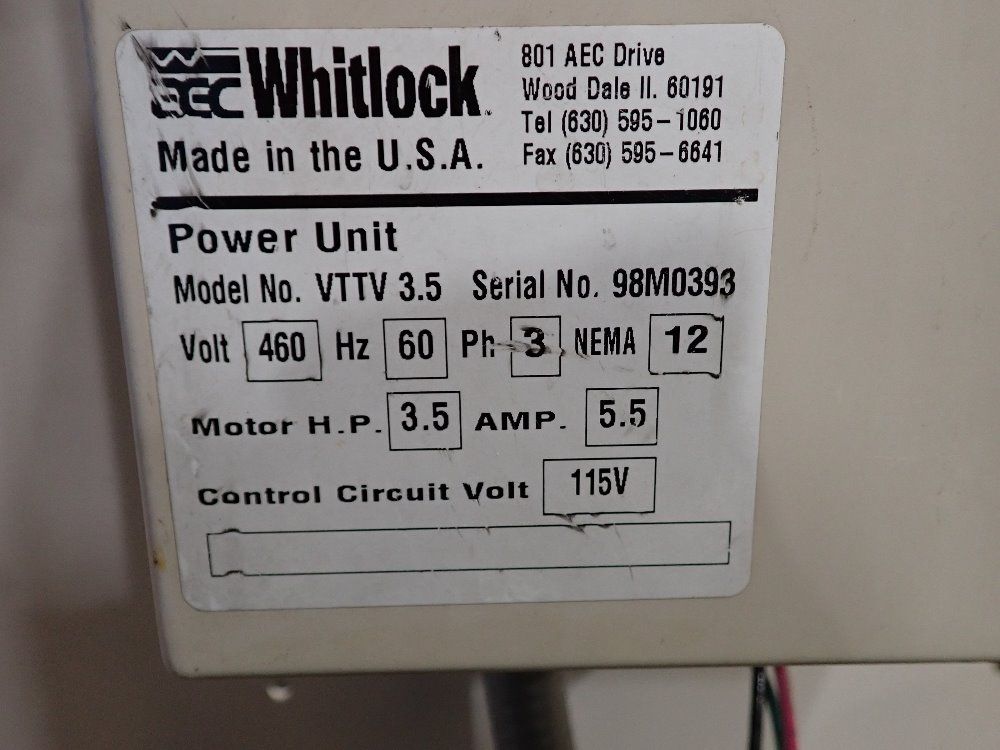 AEC Whitlock
Made in the U.S.A.
801 AEC Drive
Wood Dale Il. 60191
Tel (630) 595-1060
Fax (630) 595-6641
Power Unit
Model No. VTTV 3.5 Serial No. 98M0393
Volt 460 Hz 60 Ph 3 NEMA 12
Motor H.P. 3.5 AMP. 5.5
Control Circuit Volt 115V